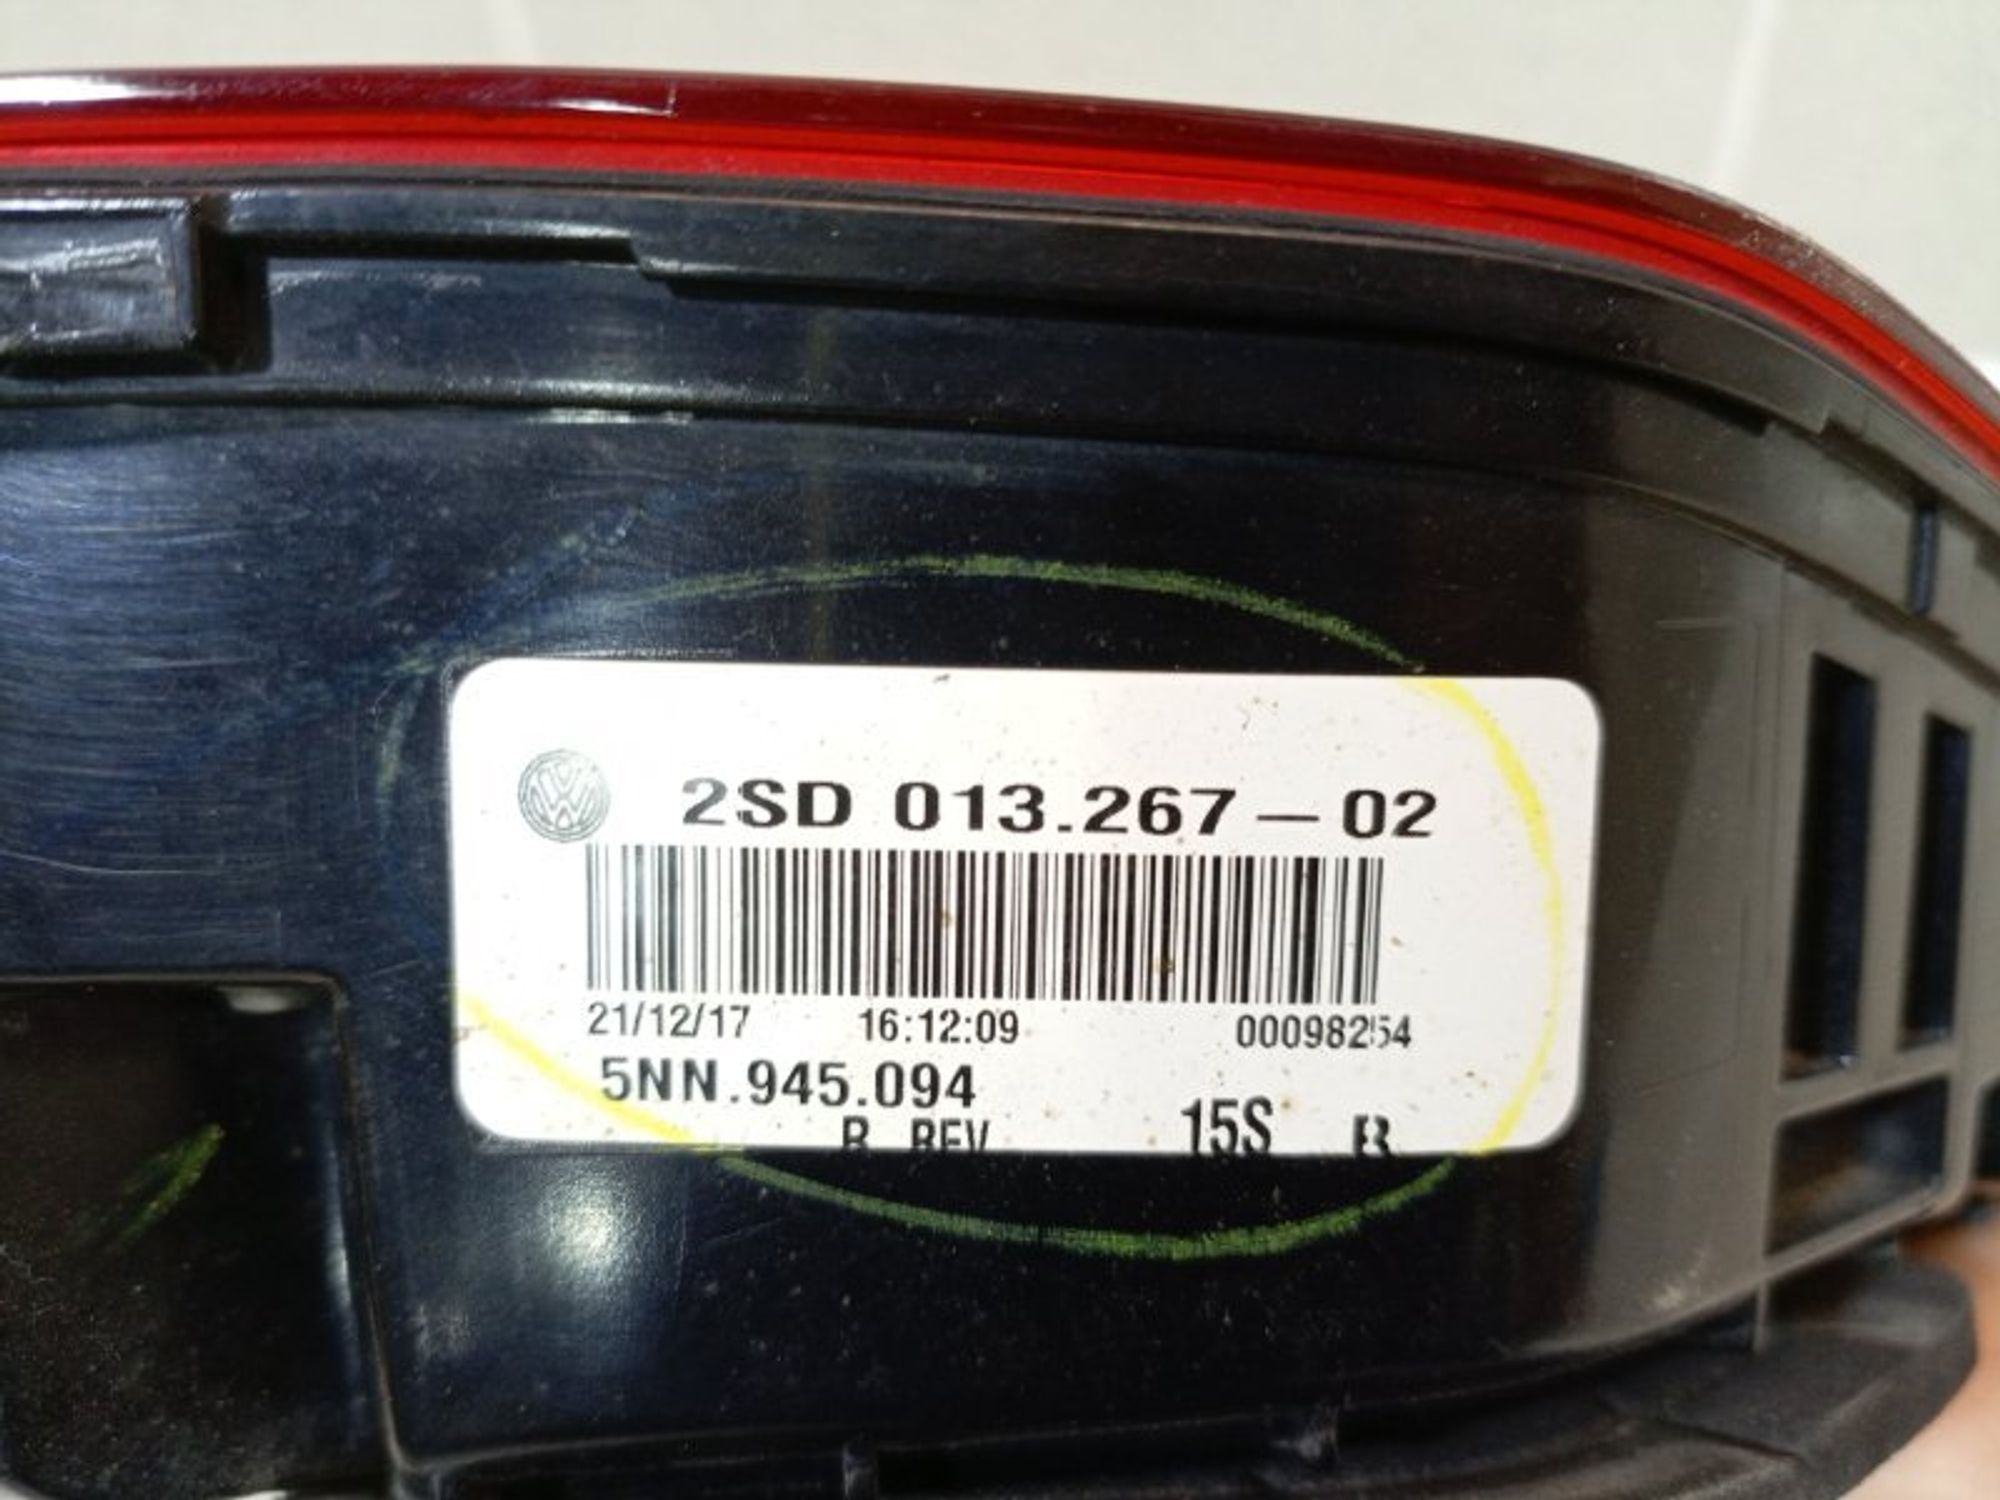 2SD 013.267-02
21/12/17 16:12:09 00098254
5NN.945.094
R REV 15S